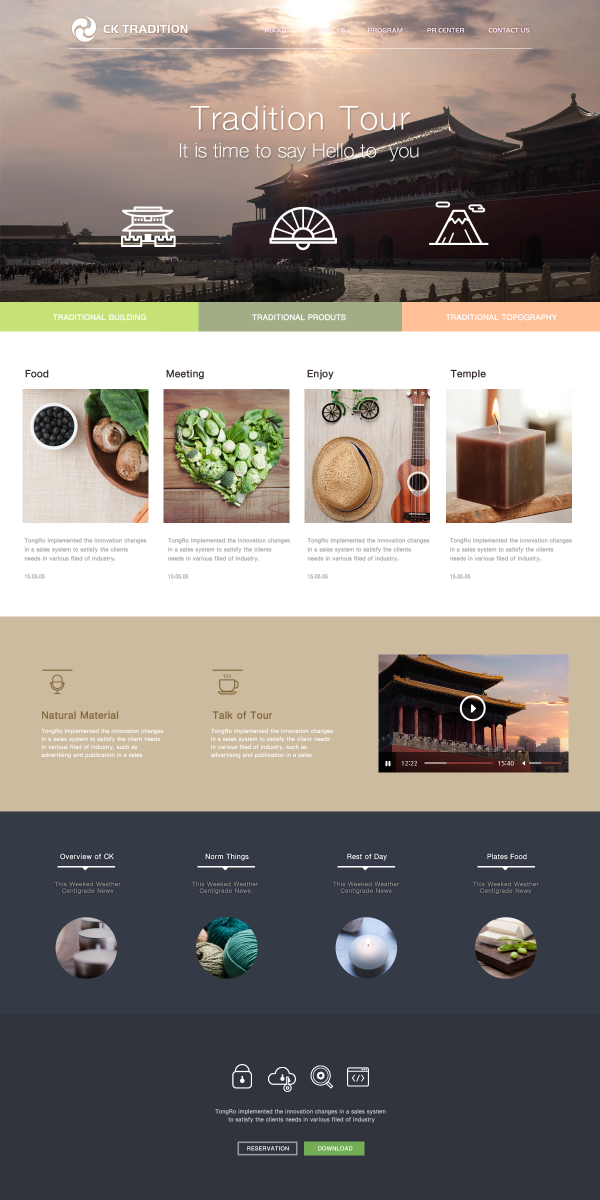 CK TRADITION
ABOUT
PROGRAM
PR CENTER
CONTACT US
Tradition Tour
It is time to say Hello to you
TRADITIONAL BUILDING
TRADITIONAL PRODUTS
TRADITIONAL TOPOGRAPHY
Food
Meeting
Enjoy
Temple
TongRo implemented the innovation changes
in a sales system to satisfy the clients
needs in various filed of industry.
15.05.05
TongRo implemented the innovation changes
in a sales system to satisfy the clients
needs in various filed of industry.
15.05.05
TongRo implemented the innovation changes
in a sales system to satisfy the clients
needs in various filed of industry.
15.05.05
TongRo implemented the innovation changes
in a sales system to satisfy the clients
needs in various filed of industry.
15.05.05
Natural Material
TongRo implemented the innovation changes
in a sales system to satisfy the client needs
in various filed of industry, such as
advertising and publication in a sales
Talk of Tour
TongRo implemented the innovation changes
in a sales system to satisfy the client needs
in various filed of industry, such as
advertising and publication in a sales
12:22
15:40
Overview of CK
This Weeked Weather
Centigrade News
Norm Things
This Weeked Weather
Centigrade News
Rest of Day
This Weeked Weather
Centigrade News
Plates Food
This Weeked Weather
Centigrade News
TongRo implemented the innovation changes in a sales system
to satisfy the clients needs in various filed of industry
RESERVATION
DOWNLOAD